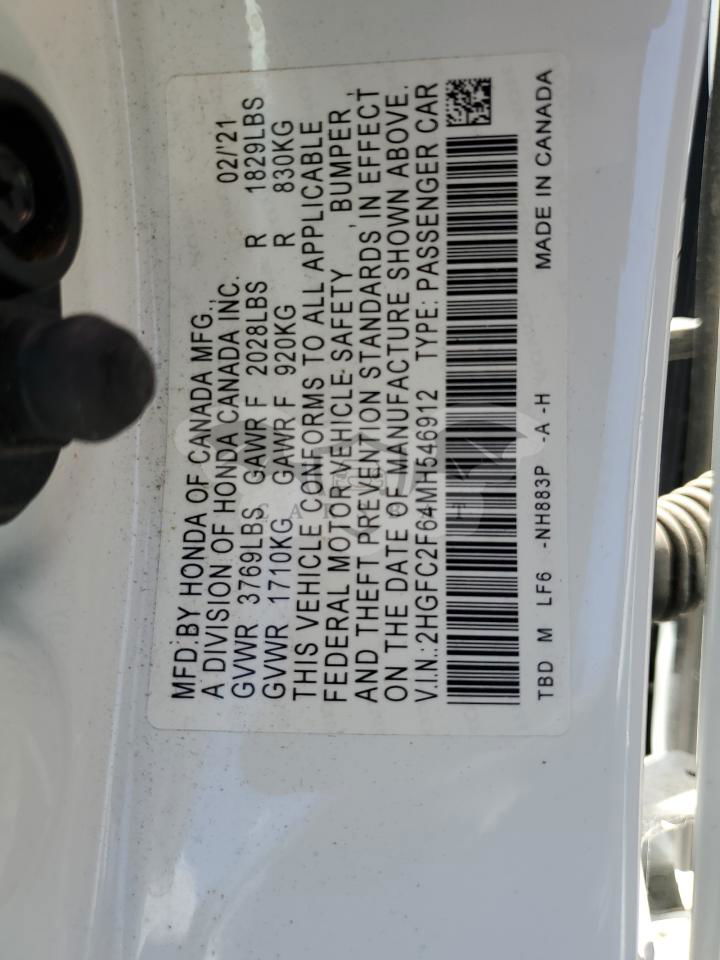 MFD.BY HONDA OF CANADA MFG., 02/'21
A DIVISION OF HONDA CANADA INC.
GVWR 3769LBS GAWR F 2028LBS R 1829LBS
GVWR 1710KG GAWR F 920KG R 830KG
THIS VEHICLE CONFORMS TO ALL APPLICABLE
FEDERAL MOTOR VEHICLE SAFETY, BUMPER,
AND THEFT PREVENTION STANDARDS IN EFFECT
ON THE DATE OF MANUFACTURE SHOWN ABOVE.
V.I.N.:2HGFC2F64MH546912 TYPE: PASSENGER CAR
TBD M LF6 -NH883P -A -H MADE IN CANADA